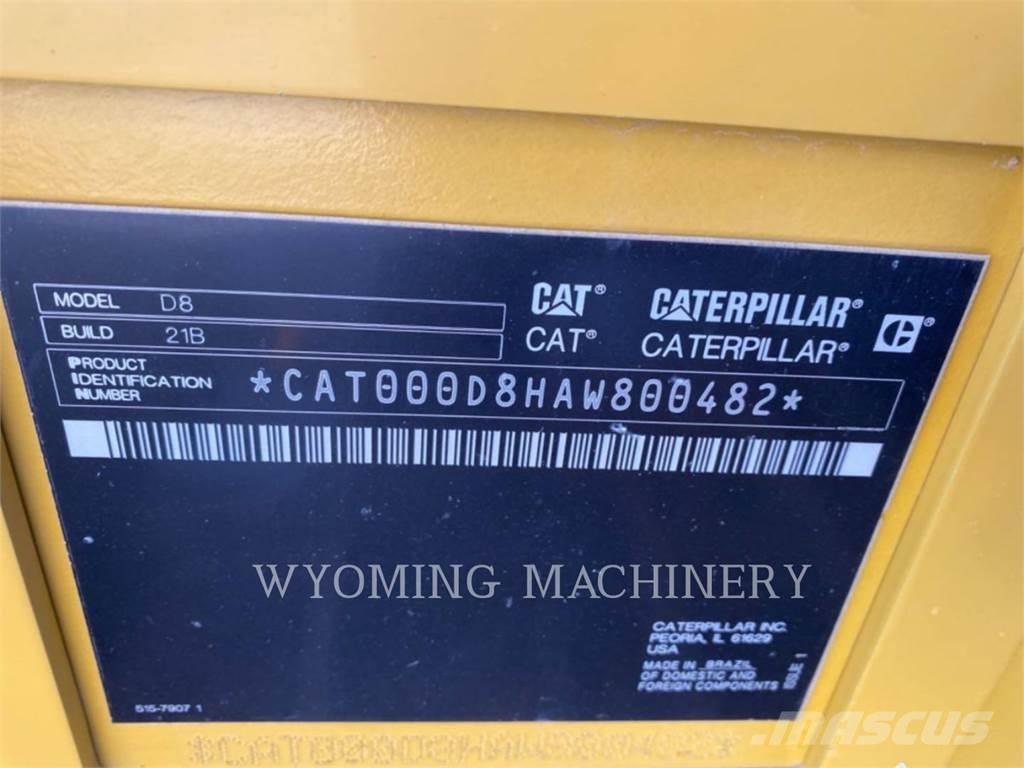 MODEL D8
BUILD 21B
CAT® CATERPILLAR®
CAT® CATERPILLAR®
PRODUCT
IDENTIFICATION
NUMBER
*CAT000D8HAW800482*
WYOMING MACHINERY
CATERPILLAR INC.
PEORIA, IL 61629
USA
MADE IN BRAZIL
OF DOMESTIC AND
FOREIGN COMPONENTS
ISSUE 1
515-7907 1
*CAT000D8HAW800482*
MASCUS